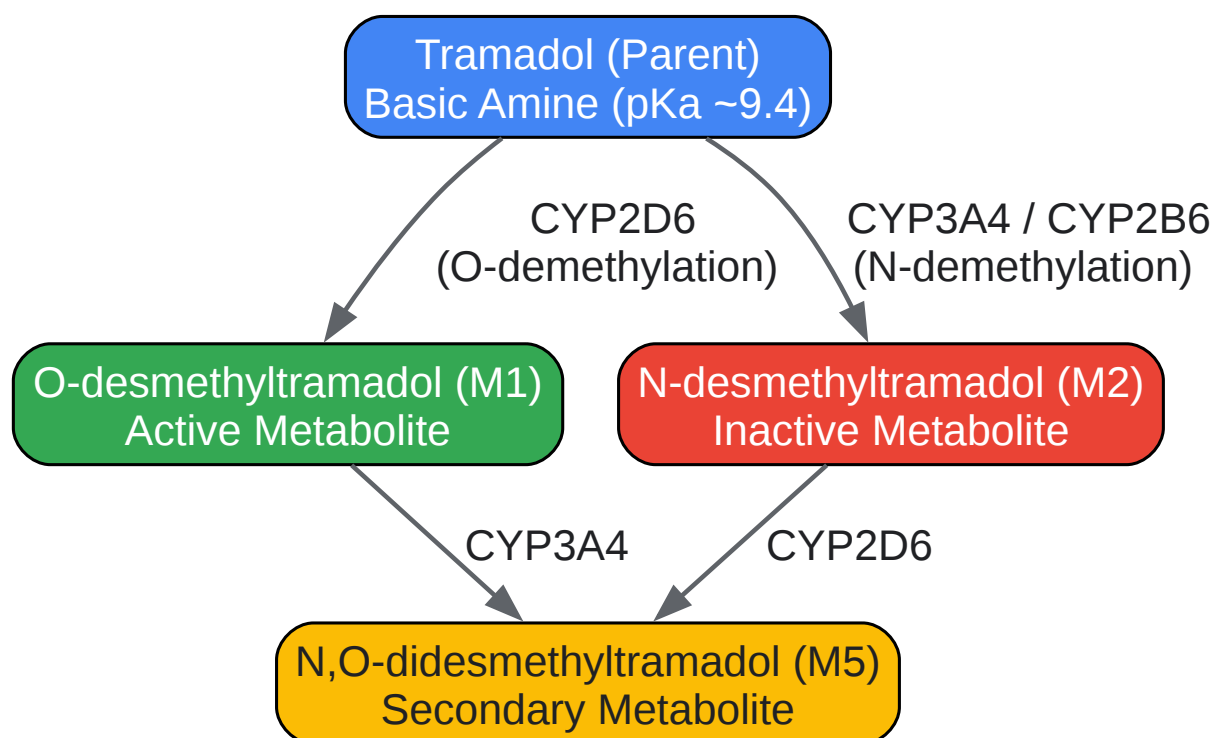 Tramadol (Parent)
Basic Amine (pKa ~9.4)
CYP2D6
(O-demethylation)
CYP3A4 / CYP2B6
(N-demethylation)
O-desmethyltramadol (M1)
Active Metabolite
N-desmethyltramadol (M2)
Inactive Metabolite
CYP3A4
CYP2D6
N,O-didesmethyltramadol (M5)
Secondary Metabolite